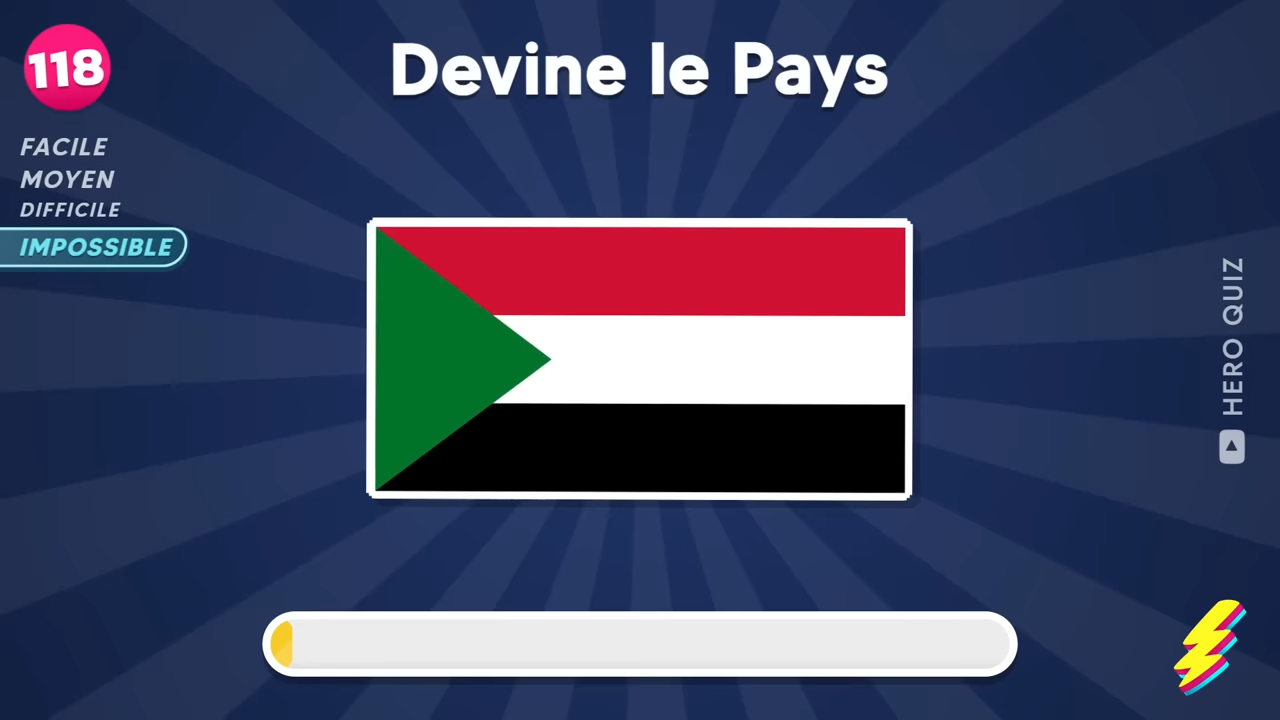 118
Devine le Pays
FACILE
MOYEN
DIFFICILE
IMPOSSIBLE
HERO QUIZ